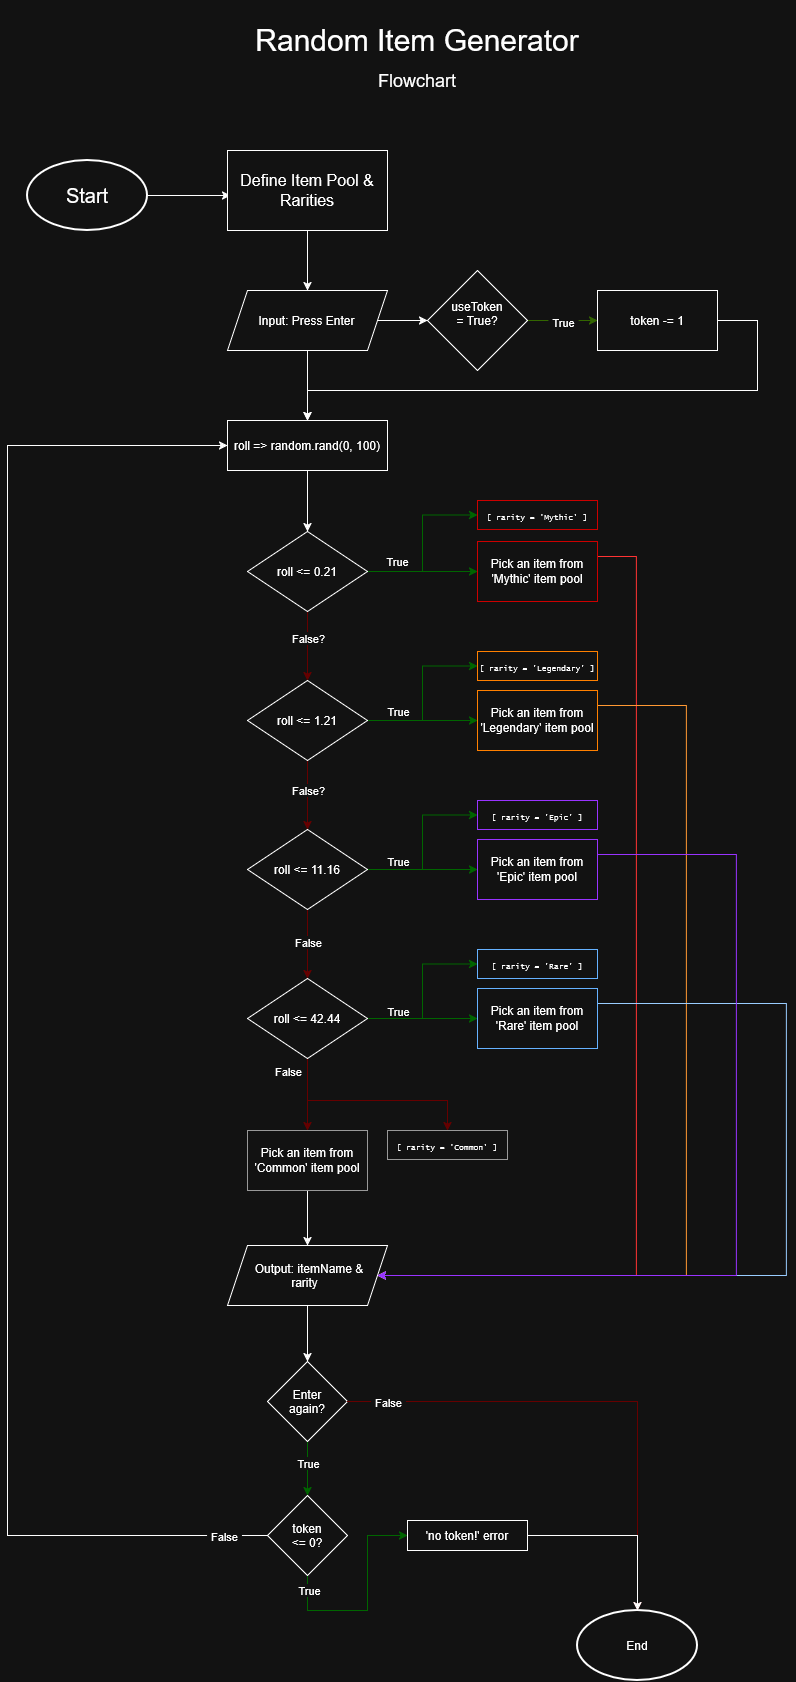 Random Item Generator
Flowchart
Start
Define Item Pool &
Rarities
Input: Press Enter
useToken
= True?
True
token -= 1
roll => random.rand(0, 100)
[ rarity = 'Mythic' ]
roll <= 0.21
True
Pick an item from
'Mythic' item pool
False?
[ rarity = 'Legendary' ]
roll <= 1.21
True
Pick an item from
'Legendary' item pool
False?
[ rarity = 'Epic' ]
roll <= 11.16
True
Pick an item from
'Epic' item pool
False
[ rarity = 'Rare' ]
roll <= 42.44
True
Pick an item from
'Rare' item pool
False
Pick an item from
'Common' item pool
[ rarity = 'Common' ]
Output: itemName &
rarity
Enter
again?
False
True
token
<= 0?
False
'no token!' error
True
End